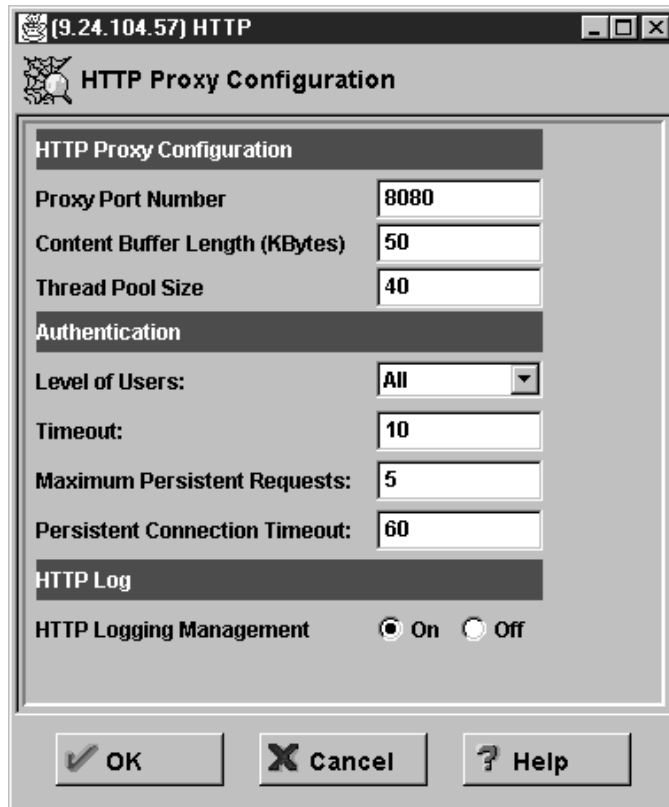 (9.24.104.57) HTTP
HTTP Proxy Configuration
HTTP Proxy Configuration
Proxy Port Number 8080
Content Buffer Length (KBytes) 50
Thread Pool Size 40
Authentication
Level of Users: All
Timeout: 10
Maximum Persistent Requests: 5
Persistent Connection Timeout: 60
HTTP Log
HTTP Logging Management On Off
OK Cancel ? Help